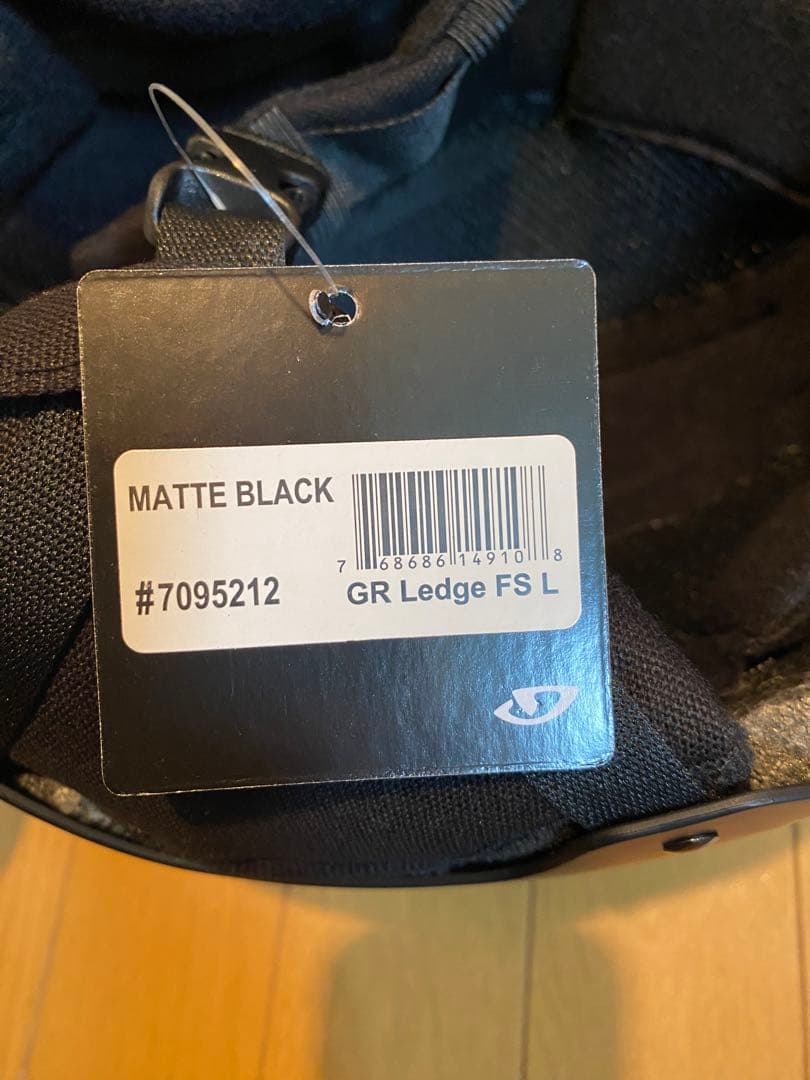 MATTE BLACK
7 68686 14910 8
#7095212
GR Ledge FS L